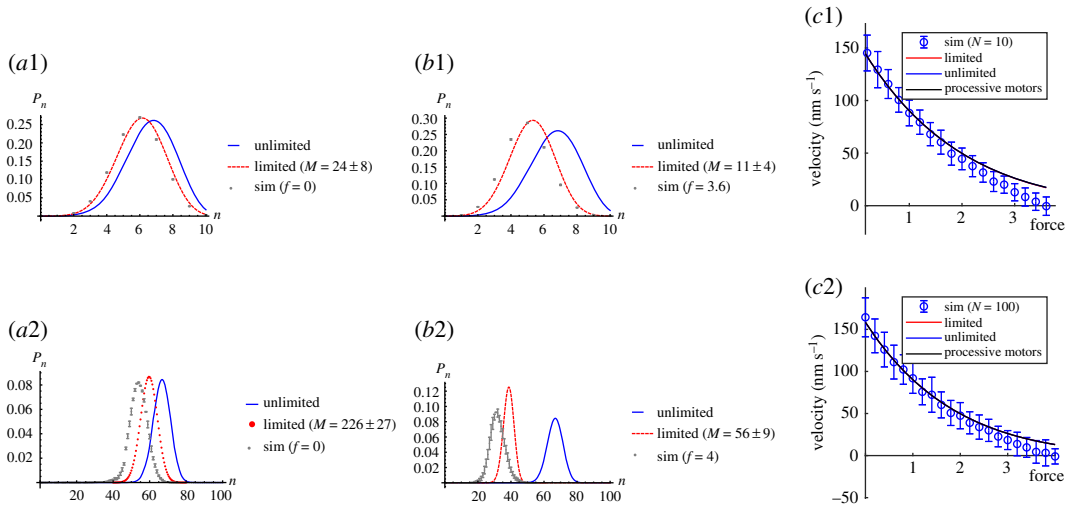 (a1)
P_n
0.25
0.20
0.15
0.10
0.05
2 4 6 8 10
n
unlimited
limited (M = 24 ± 8)
sim (f = 0)
(b1)
P_n
0.30
0.25
0.20
0.15
0.10
0.05
2 4 6 8 10
n
unlimited
limited (M = 11 ± 4)
sim (f = 3.6)
(c1)
150
100
50
0
velocity (nm s⁻¹)
1 2 3
force
sim (N = 10)
limited
unlimited
processive motors
(a2)
P_n
0.08
0.06
0.04
0.02
20 40 60 80 100
n
unlimited
limited (M = 226 ± 27)
sim (f = 0)
(b2)
P_n
0.12
0.10
0.08
0.06
0.04
0.02
20 40 60 80 100
n
unlimited
limited (M = 56 ± 9)
sim (f = 4)
(c2)
150
100
50
0
−50
velocity (nm s⁻¹)
1 2 3
force
sim (N = 100)
limited
unlimited
processive motors